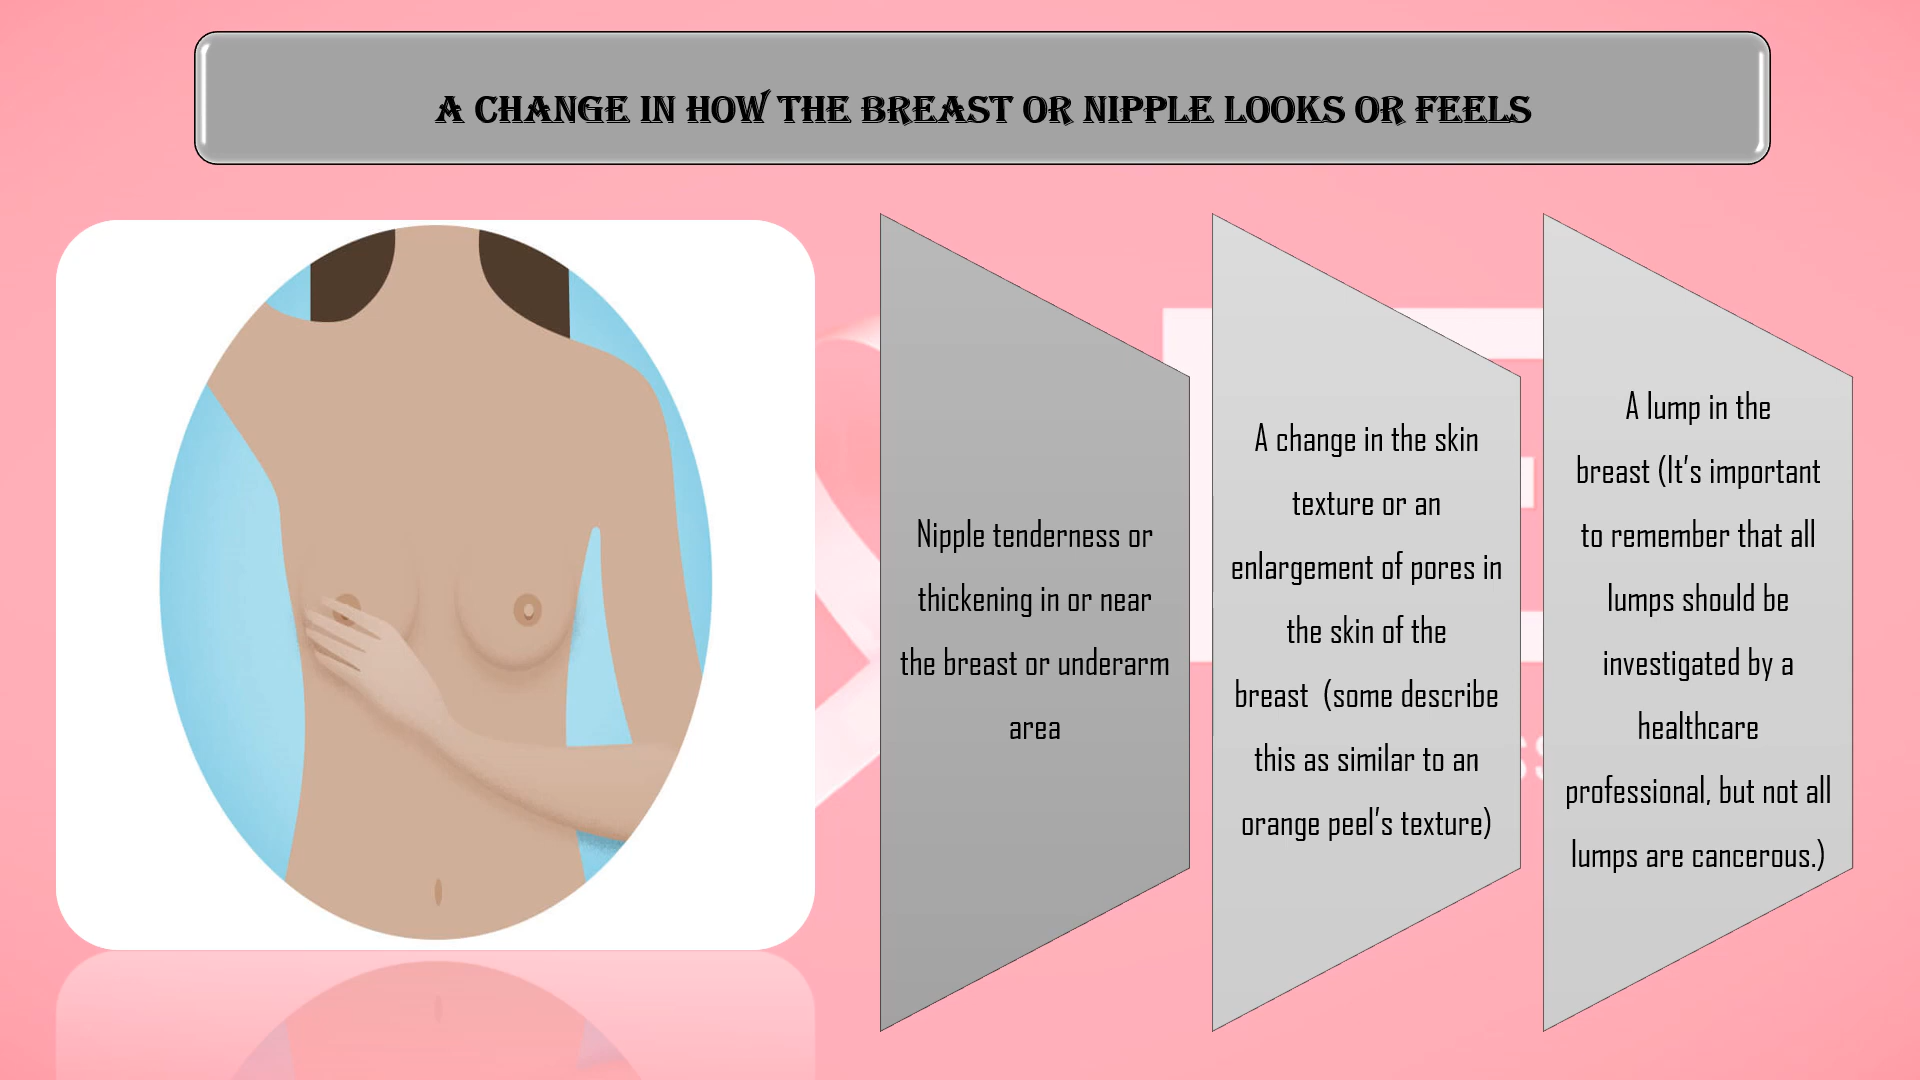 A CHANGE IN HOW THE BREAST OR NIPPLE LOOKS OR FEELS
Nipple tenderness or
thickening in or near
the breast or underarm
area
A change in the skin
texture or an
enlargement of pores in
the skin of the
breast  (some describe
this as similar to an
orange peel’s texture)
A lump in the
breast (It’s important
to remember that all
lumps should be
investigated by a
healthcare
professional, but not all
lumps are cancerous.)